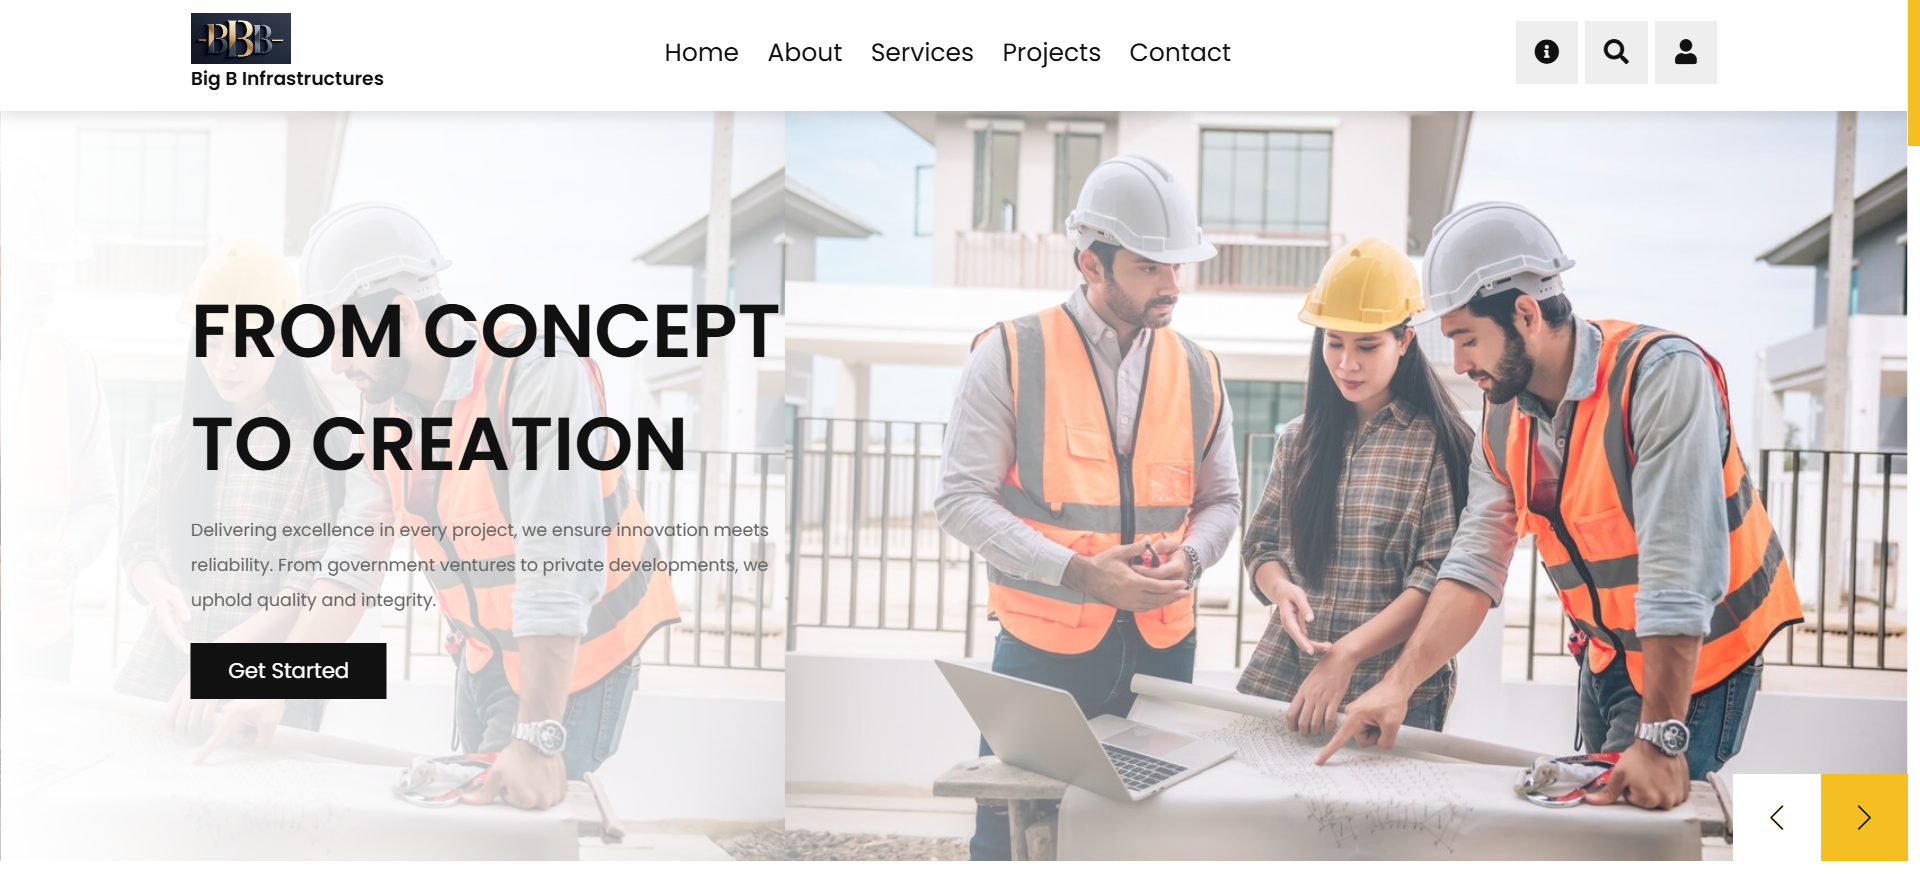 BBB
Big B Infrastructures
Home About Services Projects Contact
FROM CONCEPT
TO CREATION
Delivering excellence in every project, we ensure innovation meets
reliability. From government ventures to private developments, we
uphold quality and integrity.
Get Started